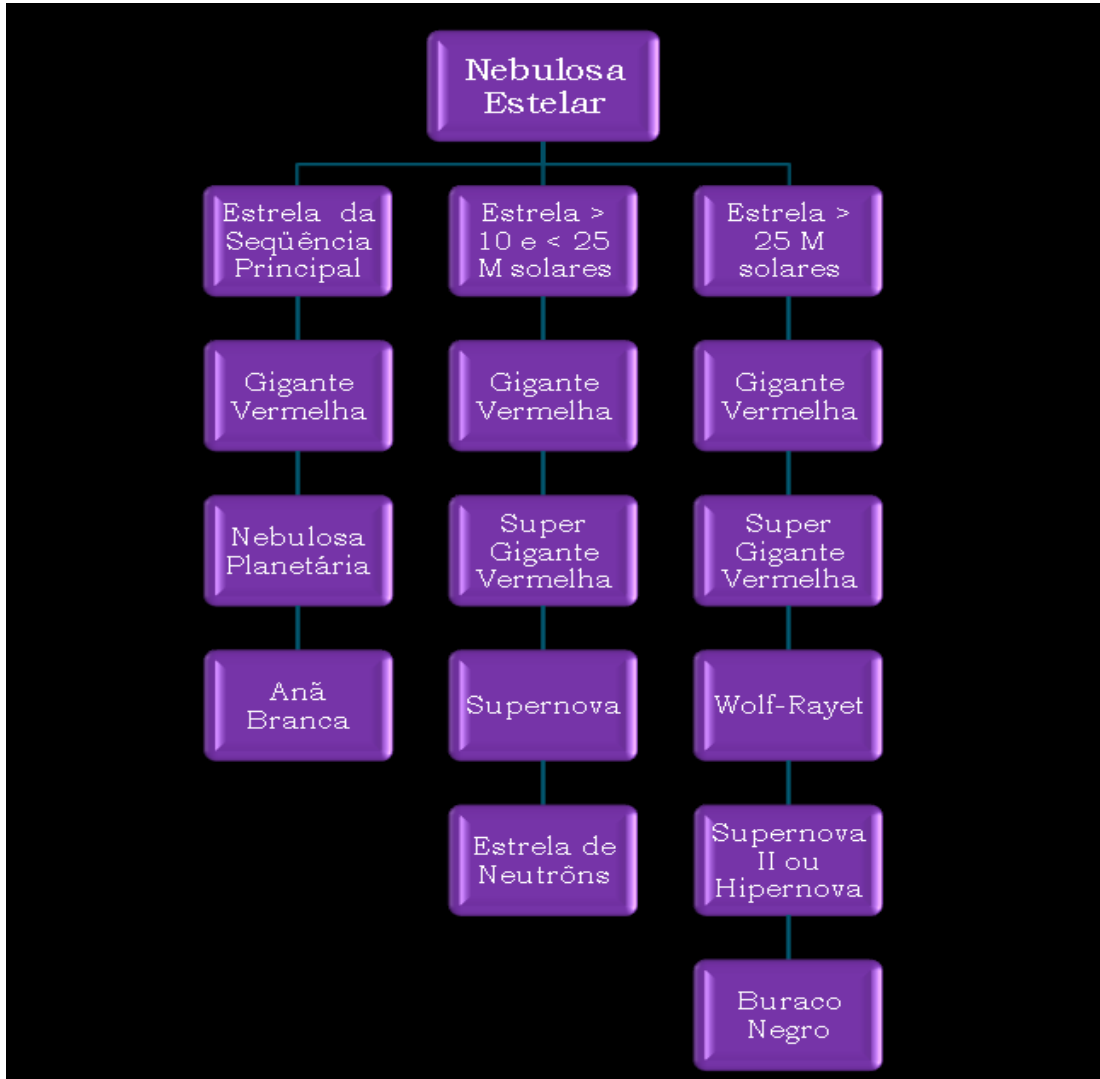 Nebulosa
Estelar
Estrela da
Seqüência
Principal
Gigante
Vermelha
Nebulosa
Planetária
Anã
Branca
Estrela >
10 e < 25
M solares
Gigante
Vermelha
Super
Gigante
Vermelha
Supernova
Estrela de
Neutrôns
Estrela >
25 M
solares
Gigante
Vermelha
Super
Gigante
Vermelha
Wolf-Rayet
Supernova
II ou
Hipernova
Buraco
Negro